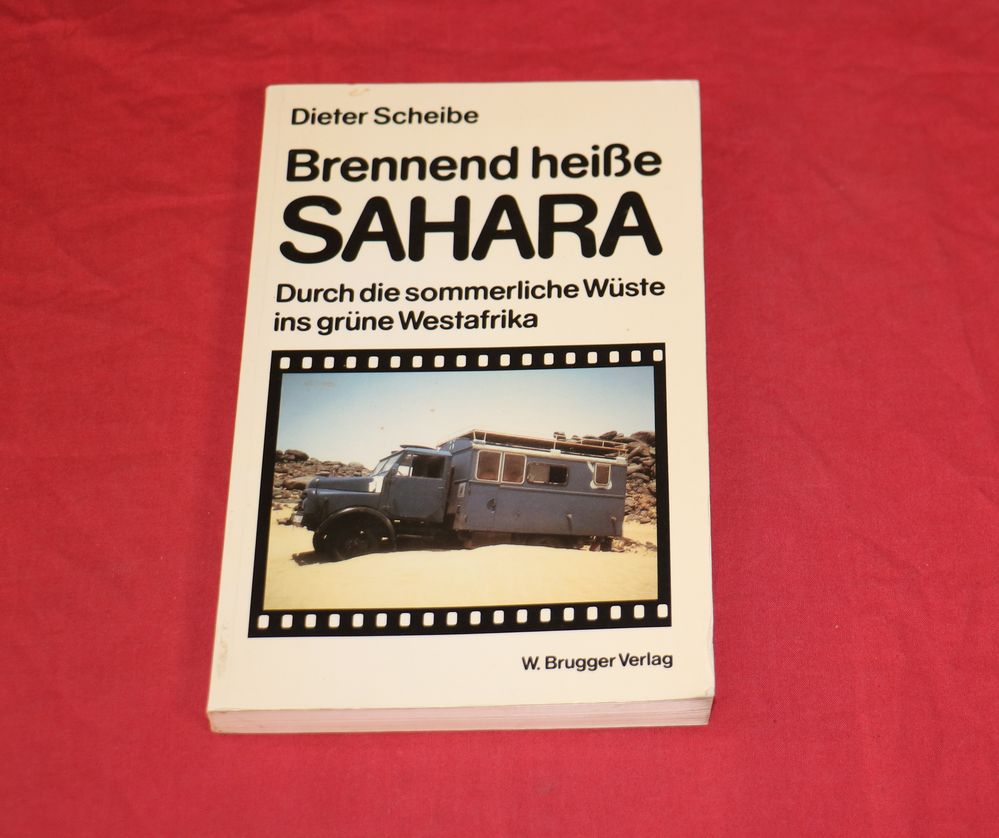 Dieter Scheibe
Brennend heiße
SAHARA
Durch die sommerliche Wüste
ins grüne Westafrika
W. Brugger Verlag